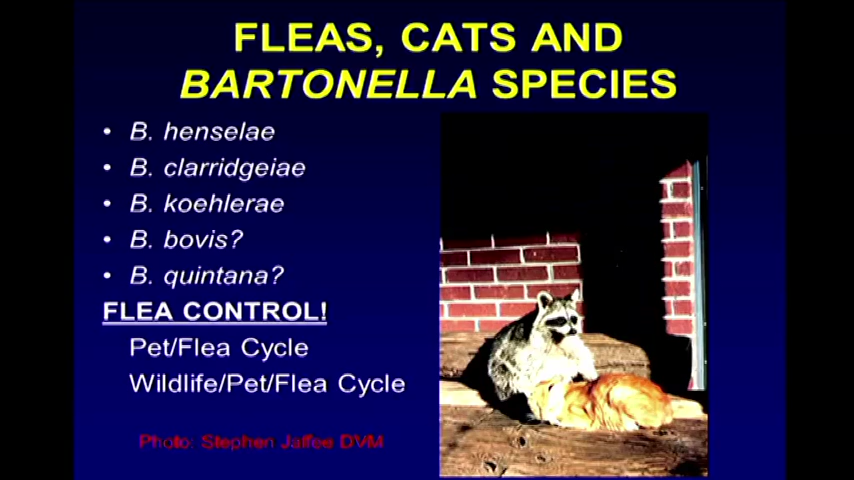 FLEAS, CATS AND
BARTONELLA SPECIES
• B. henselae
• B. clarridgeiae
• B. koehlerae
• B. bovis?
• B. quintana?
FLEA CONTROL!
Pet/Flea Cycle
Wildlife/Pet/Flea Cycle
Photo: Stephen Jaffee DVM